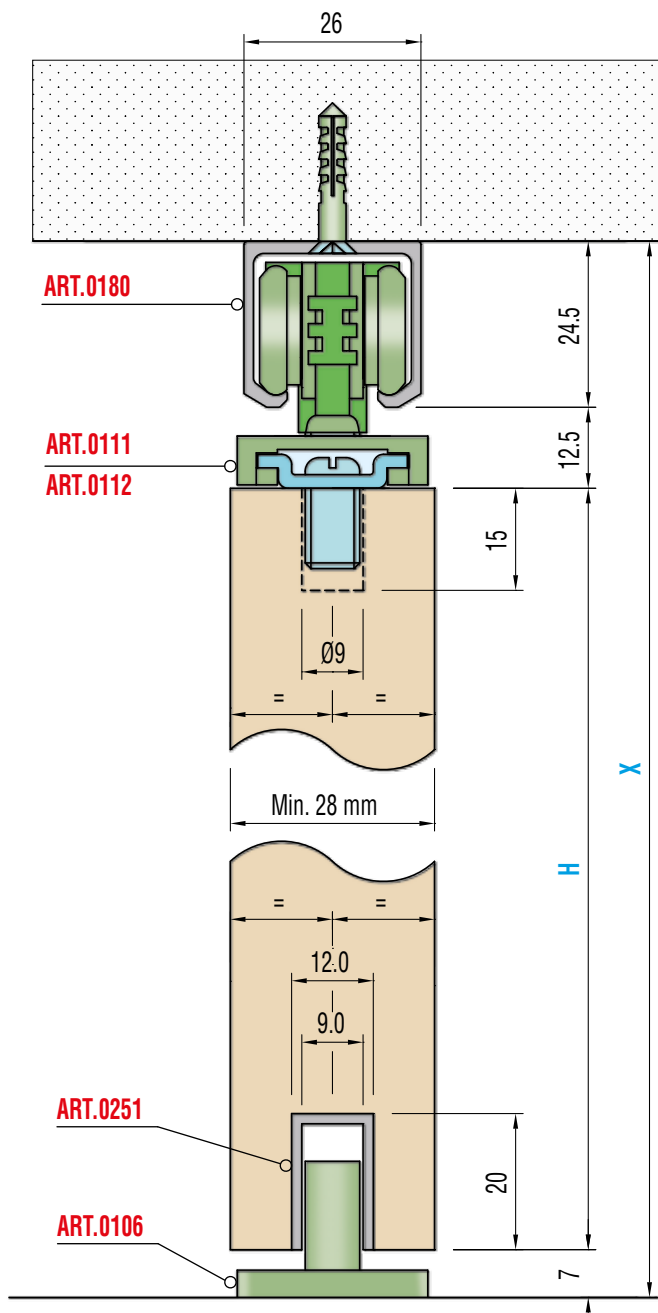 26
ART.0180
24.5
ART.0111
ART.0112
12.5
15
Ø9
= =
X
Min. 28 mm
H
= =
12.0
9.0
ART.0251
20
ART.0106
7